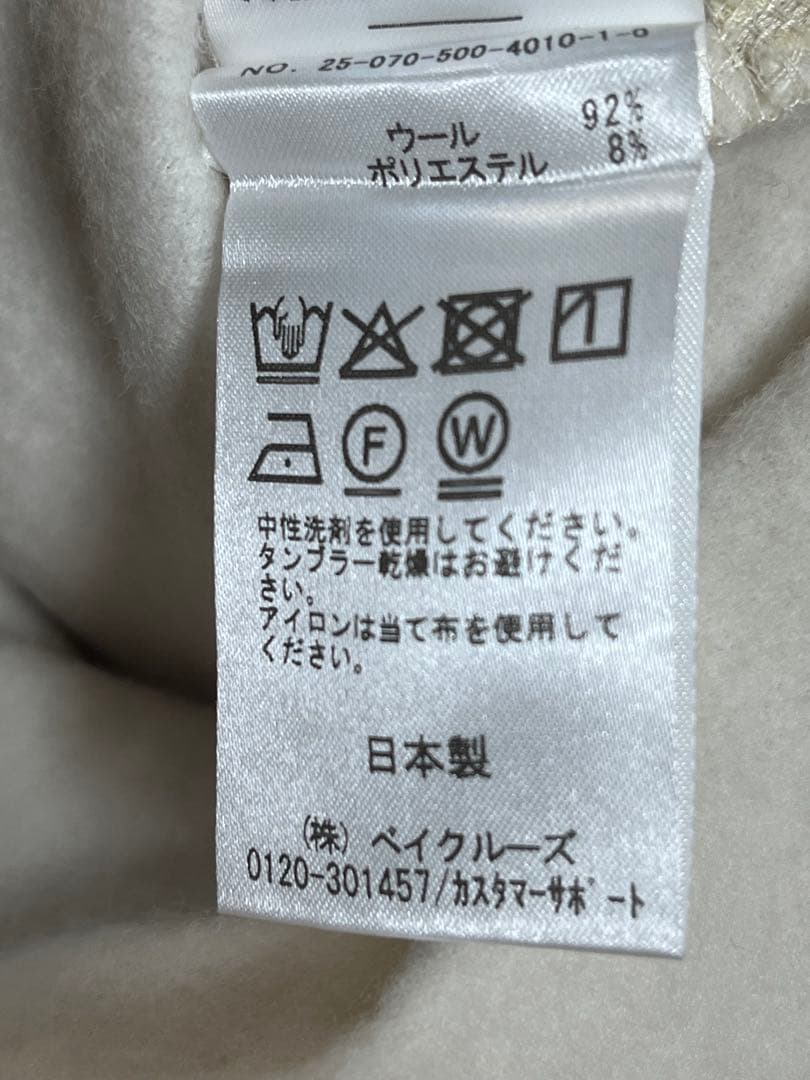 NO. 25-070-500-4010-1-0
ウール 92%
ポリエステル 8%
F W
中性洗剤を使用してください。
タンブラー乾燥はお避けくだ
さい。
アイロンは当て布を使用して
ください。
日本製
(株) ベイクルーズ
0120-301457/カスタマーサポート